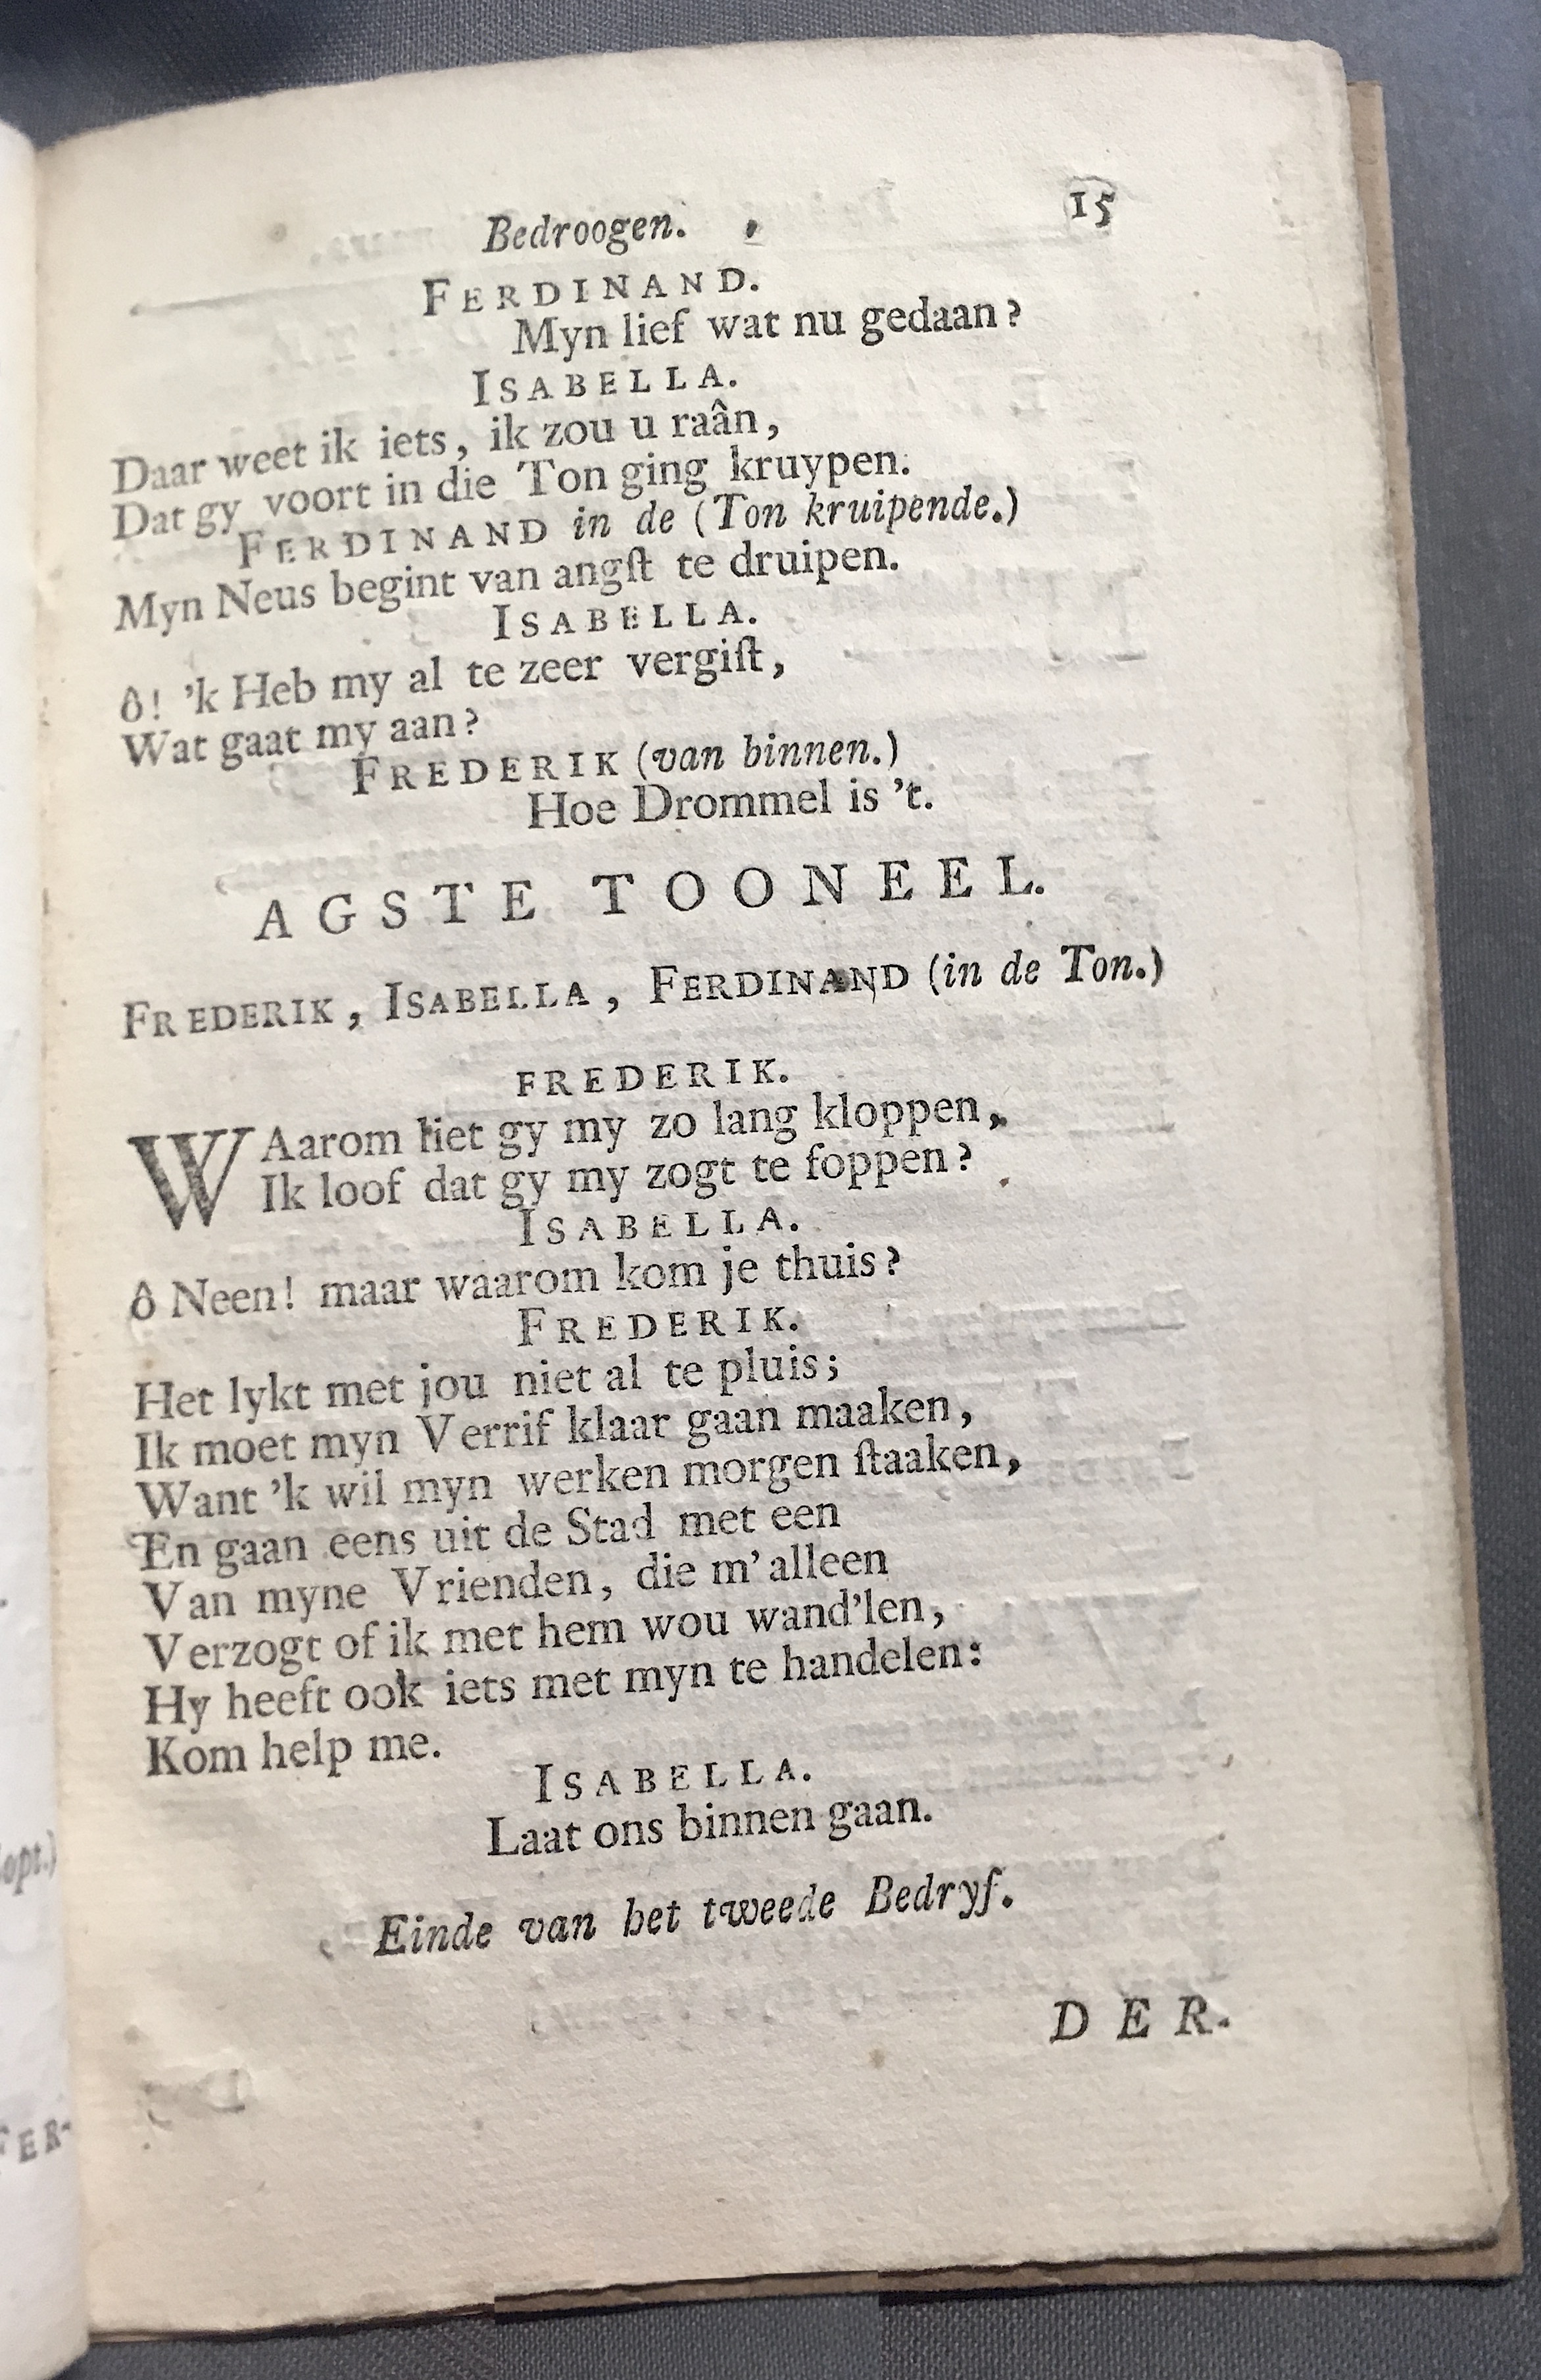 Bedroogen. 15
FERDINAND.
Myn lief wat nu gedaan?
ISABELLA.
Daar weet ik iets, ik zou u raân,
Dat gy voort in die Ton ging kruypen.
FERDINAND in de (Ton kruipende.)
Myn Neus begint van angſt te druipen.
ISABELLA.
ô! 'k Heb my al te zeer vergiſt,
Wat gaat my aan?
FREDERIK (van binnen.)
Hoe Drommel is 't.
AGSTE TOONEEL.
FREDERIK, ISABELLA, FERDINAND (in de Ton.)
FREDERIK.
WAarom liet gy my zo lang kloppen,
Ik loof dat gy my zogt te foppen?
ISABELLA.
ô Neen! maar waarom kom je thuis?
FREDERIK.
Het lykt met jou niet al te pluis;
Ik moet myn Verrif klaar gaan maaken,
Want 'k wil myn werken morgen ſtaaken,
En gaan eens uit de Stad met een
Van myne Vrienden, die m'alleen
Verzogt of ik met hem wou wand'len,
Hy heeft ook iets met myn te handelen:
Kom help me.
ISABELLA.
Laat ons binnen gaan.
Einde van het tweede Bedryf.
DER.
opt.)
FER-